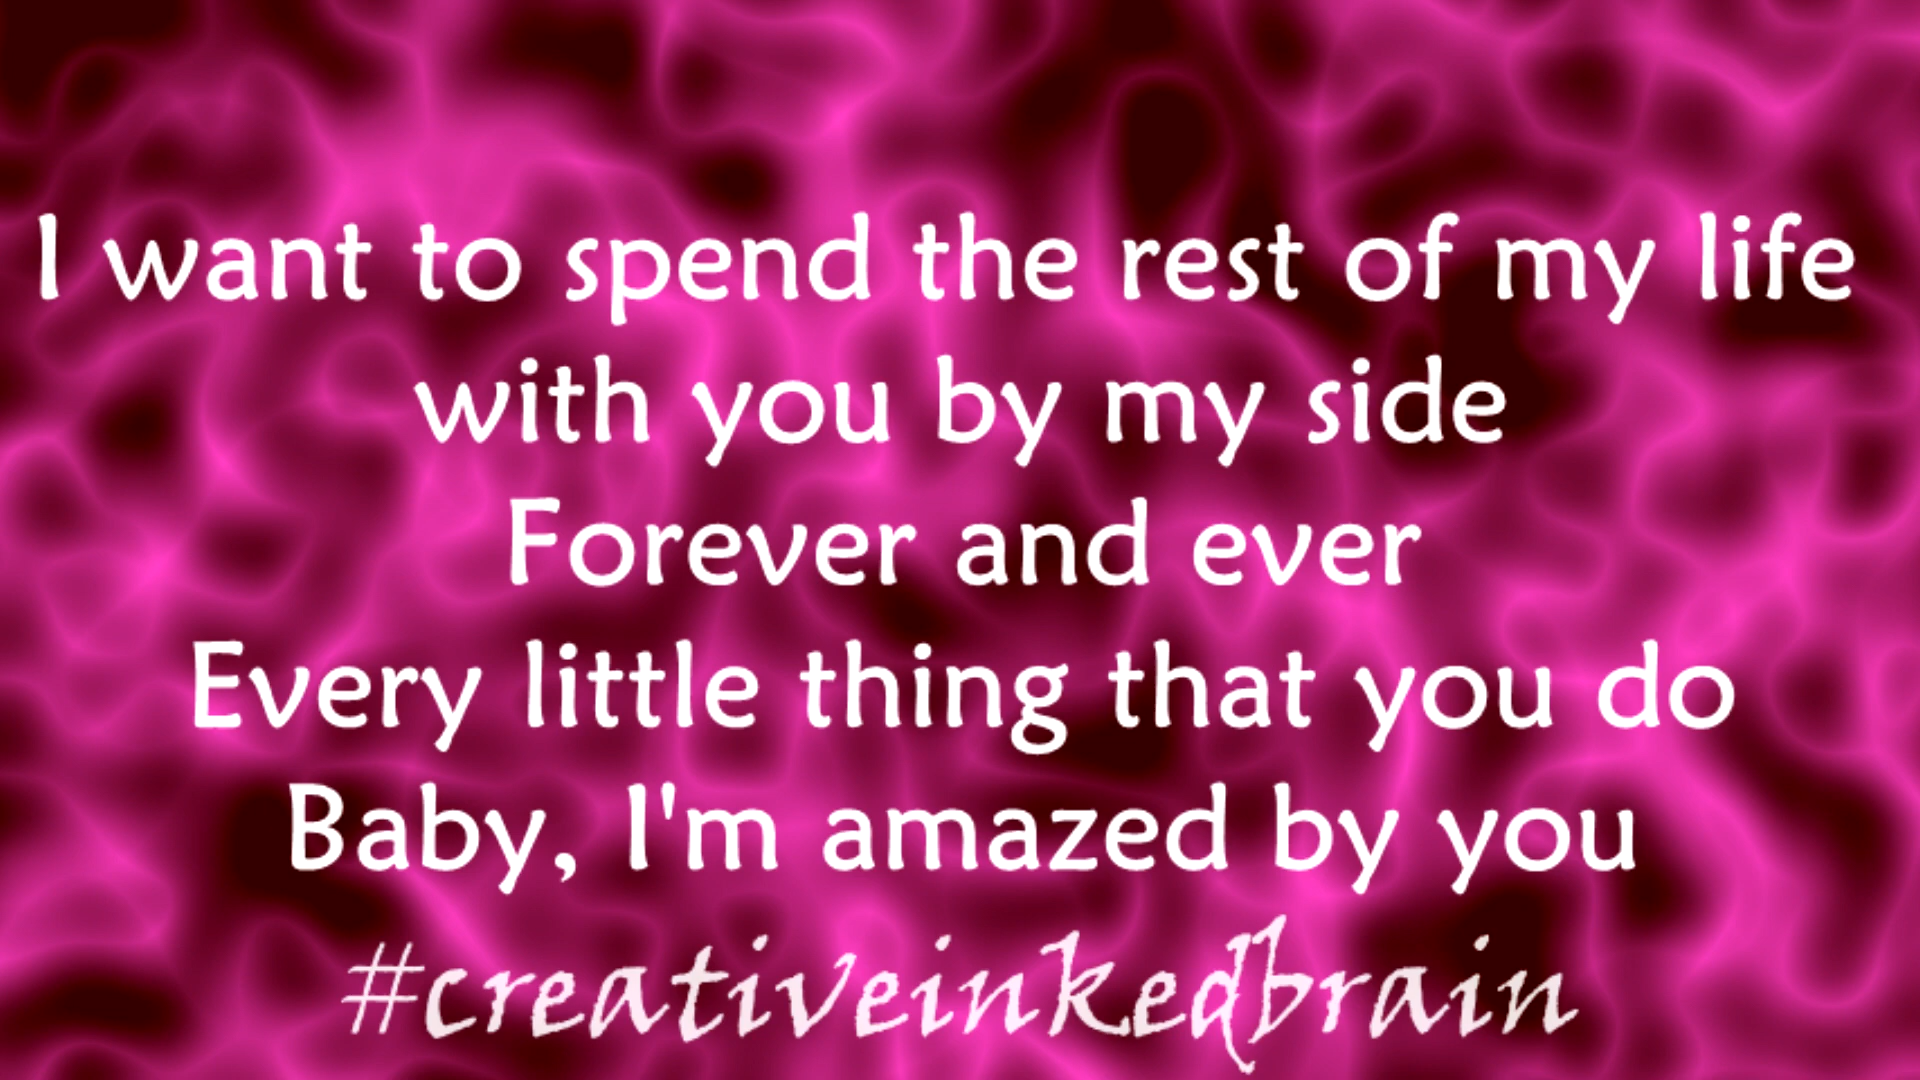 I want to spend the rest of my life
with you by my side
Forever and ever
Every little thing that you do
Baby, I'm amazed by you
#creativeinkedbrain